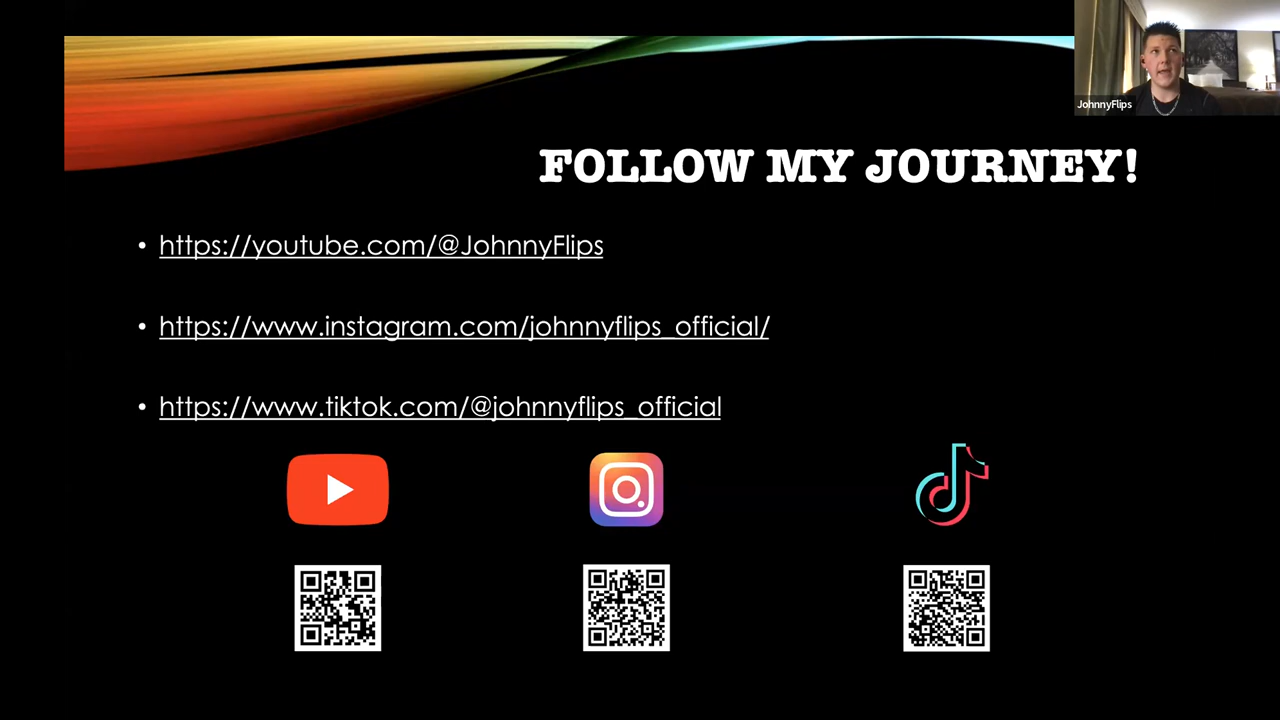 JohnnyFlips
FOLLOW MY JOURNEY!
• https://youtube.com/@JohnnyFlips
• https://www.instagram.com/johnnyflips_official/
• https://www.tiktok.com/@johnnyflips_official